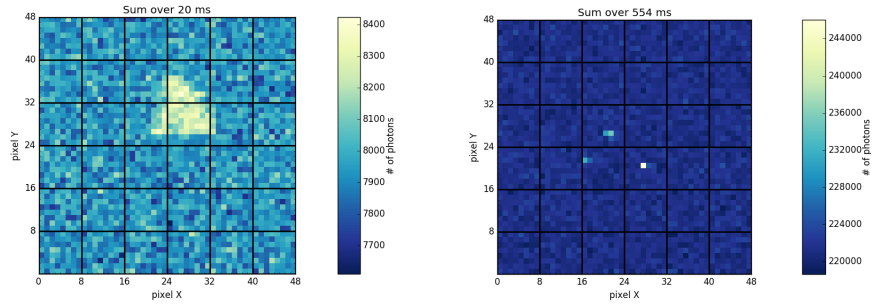 Sum over 20 ms
48
40
32
24
16
8
0 8 16 24 32 40 48
pixel X
pixel Y
8400
8300
8200
8100
8000
7900
7800
7700
# of photons
Sum over 554 ms
48
40
32
24
16
8
0 8 16 24 32 40 48
pixel X
pixel Y
244000
240000
236000
232000
228000
224000
220000
# of photons